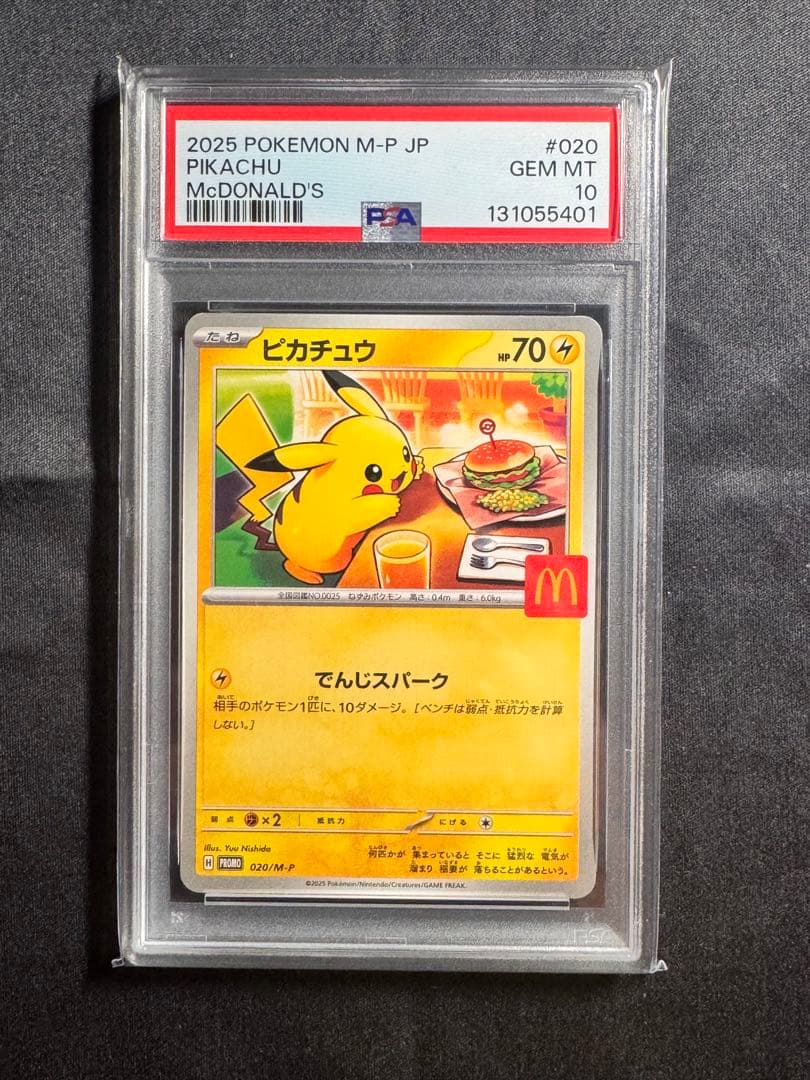 2025 POKEMON M-P JP #020
PIKACHU GEM MT
McDONALD'S 10
PSA 131055401
たね ピカチュウ HP70
M
全国図鑑NO.0025 ねずみポケモン 高さ:0.4m 重さ:6.0kg
でんじスパーク
相手のポケモン1匹に、10ダメージ。[ベンチは弱点・抵抗力を計算
しない。]
弱点 ×2 抵抗力 にげる
illus. Yuu Nishida
何匹かが 集まっていると そこに 猛烈な 電気が
溜まり 稲妻が 落ちることがあるという。
H PROMO 020/M-P
©2025 Pokémon/Nintendo/Creatures/GAME FREAK.